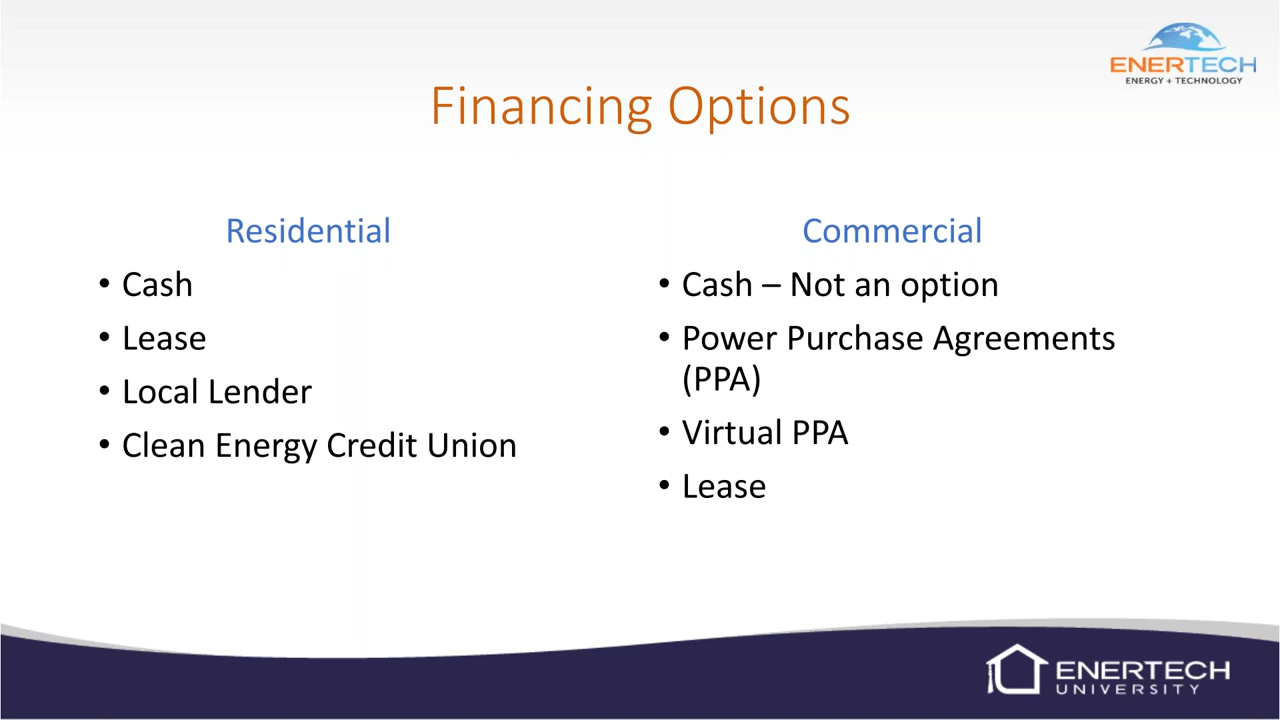 ENERTECH
ENERGY + TECHNOLOGY
Financing Options
Residential
• Cash
• Lease
• Local Lender
• Clean Energy Credit Union
Commercial
• Cash – Not an option
• Power Purchase Agreements
(PPA)
• Virtual PPA
• Lease
ENERTECH
UNIVERSITY